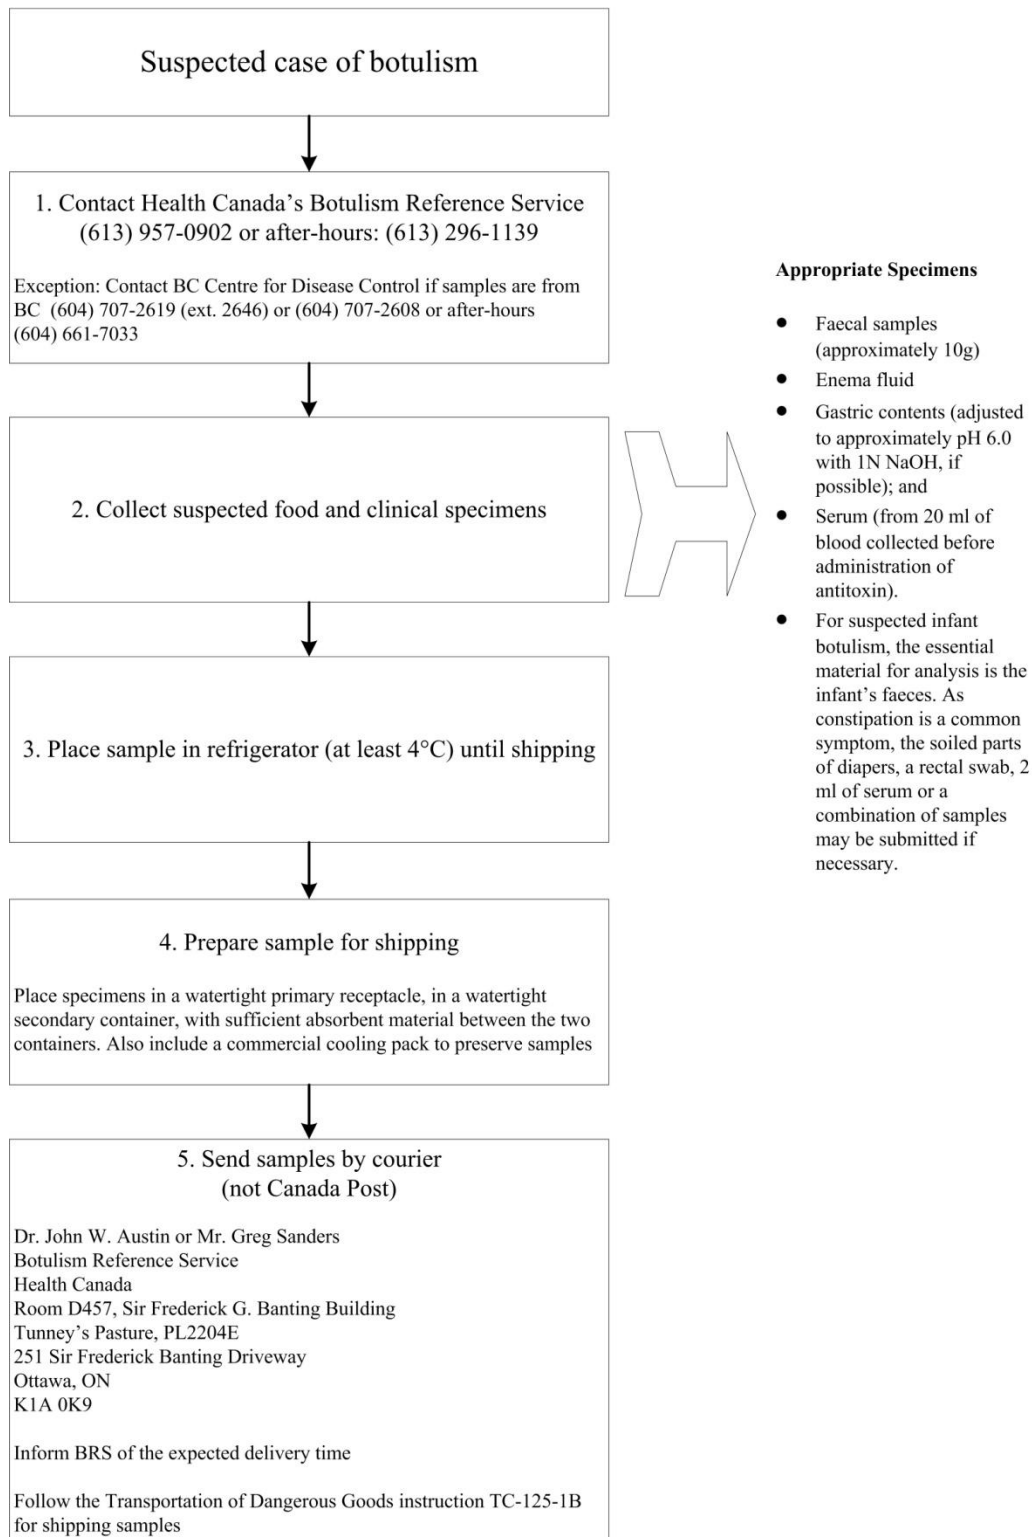 Suspected case of botulism
1. Contact Health Canada’s Botulism Reference Service
(613) 957-0902 or after-hours: (613) 296-1139
Exception: Contact BC Centre for Disease Control if samples are from
BC (604) 707-2619 (ext. 2646) or (604) 707-2608 or after-hours
(604) 661-7033
2. Collect suspected food and clinical specimens
Appropriate Specimens
● Faecal samples
(approximately 10g)
● Enema fluid
● Gastric contents (adjusted
to approximately pH 6.0
with 1N NaOH, if
possible); and
● Serum (from 20 ml of
blood collected before
administration of
antitoxin).
● For suspected infant
botulism, the essential
material for analysis is the
infant’s faeces. As
constipation is a common
symptom, the soiled parts
of diapers, a rectal swab, 2
ml of serum or a
combination of samples
may be submitted if
necessary.
3. Place sample in refrigerator (at least 4°C) until shipping
4. Prepare sample for shipping
Place specimens in a watertight primary receptacle, in a watertight
secondary container, with sufficient absorbent material between the two
containers. Also include a commercial cooling pack to preserve samples
5. Send samples by courier
(not Canada Post)
Dr. John W. Austin or Mr. Greg Sanders
Botulism Reference Service
Health Canada
Room D457, Sir Frederick G. Banting Building
Tunney’s Pasture, PL2204E
251 Sir Frederick Banting Driveway
Ottawa, ON
K1A 0K9
Inform BRS of the expected delivery time
Follow the Transportation of Dangerous Goods instruction TC-125-1B
for shipping samples